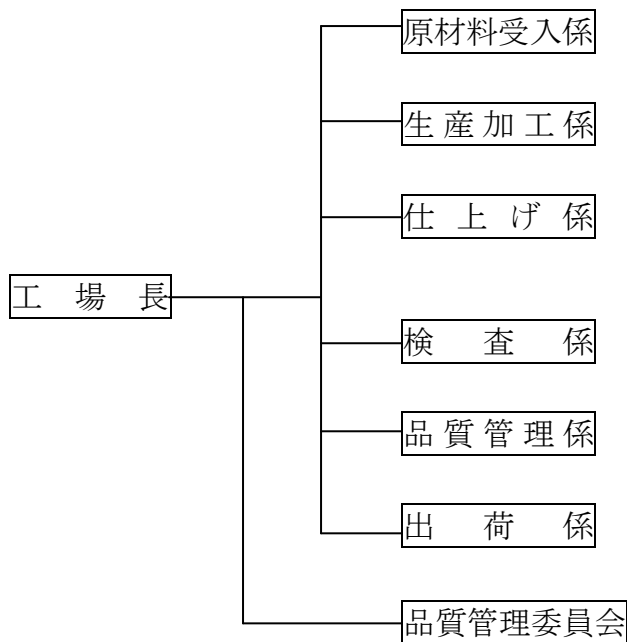 原材料受入係
生産加工係
仕上げ係
工場長
検査係
品質管理係
出荷係
品質管理委員会